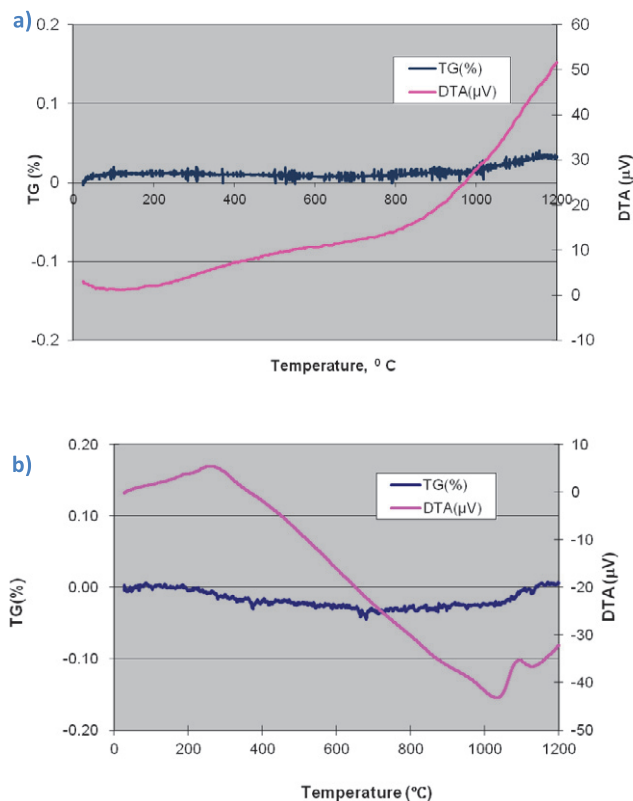 a)
0.2
0.1
0
-0.1
-0.2
TG (%)
0 200 400 600 800 1000 1200
60
50
40
30
20
10
0
-10
DTA (µV)
TG(%)
DTA(µV)
Temperature, ⁰ C
b)
0.20
0.10
0.00
-0.10
-0.20
TG(%)
0 200 400 600 800 1000 1200
10
0
-10
-20
-30
-40
-50
DTA(µV)
TG(%)
DTA(µV)
Temperature (ºC)